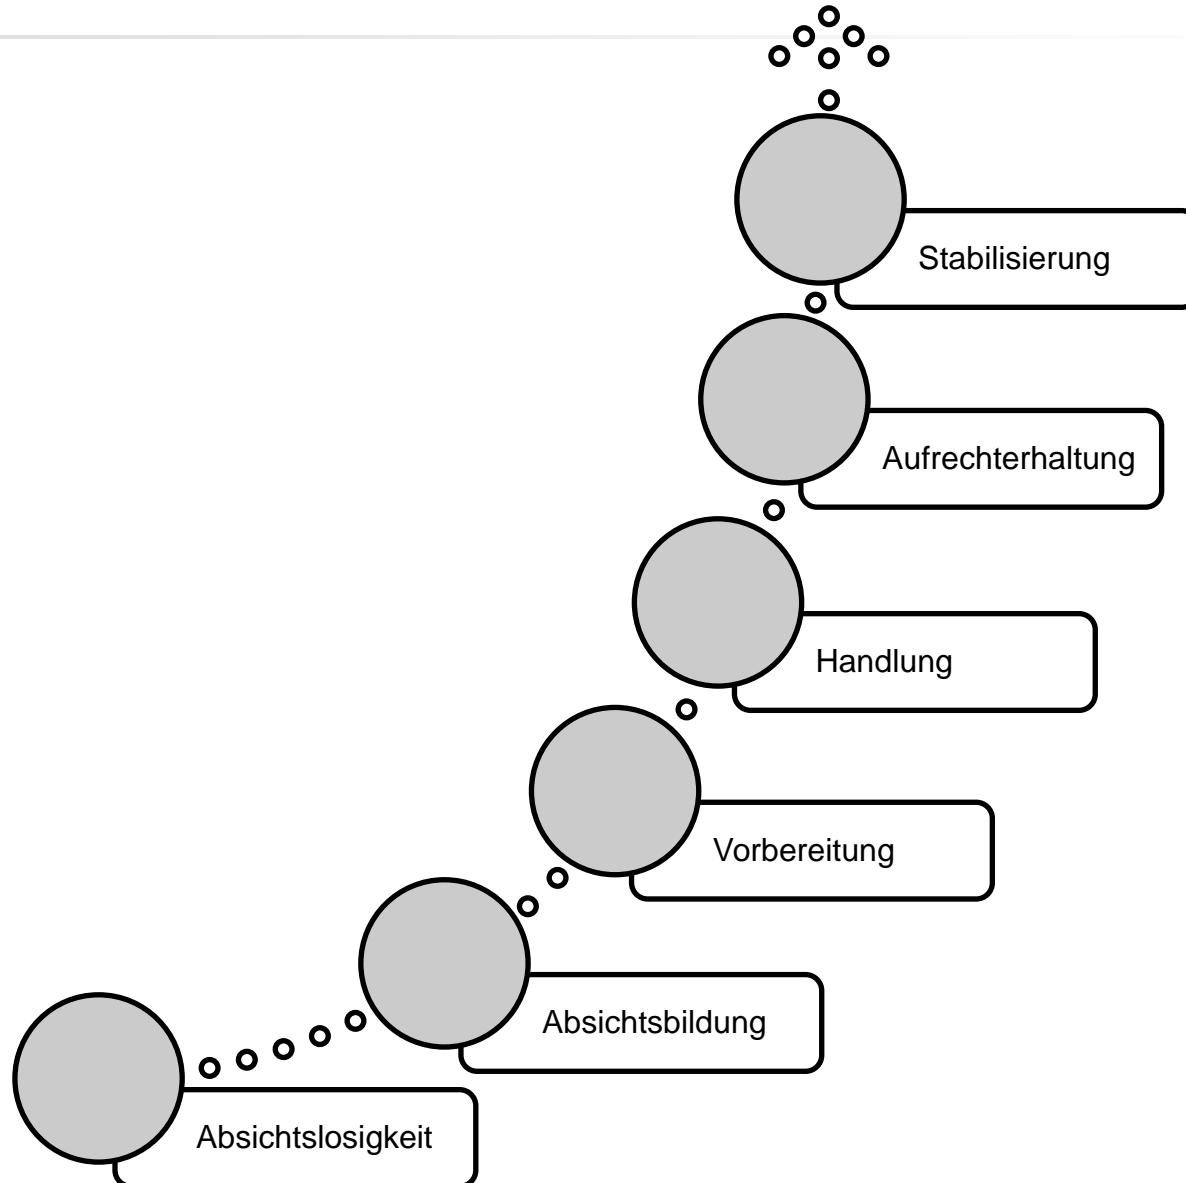 Stabilisierung
Aufrechterhaltung
Handlung
Vorbereitung
Absichtsbildung
Absichtslosigkeit